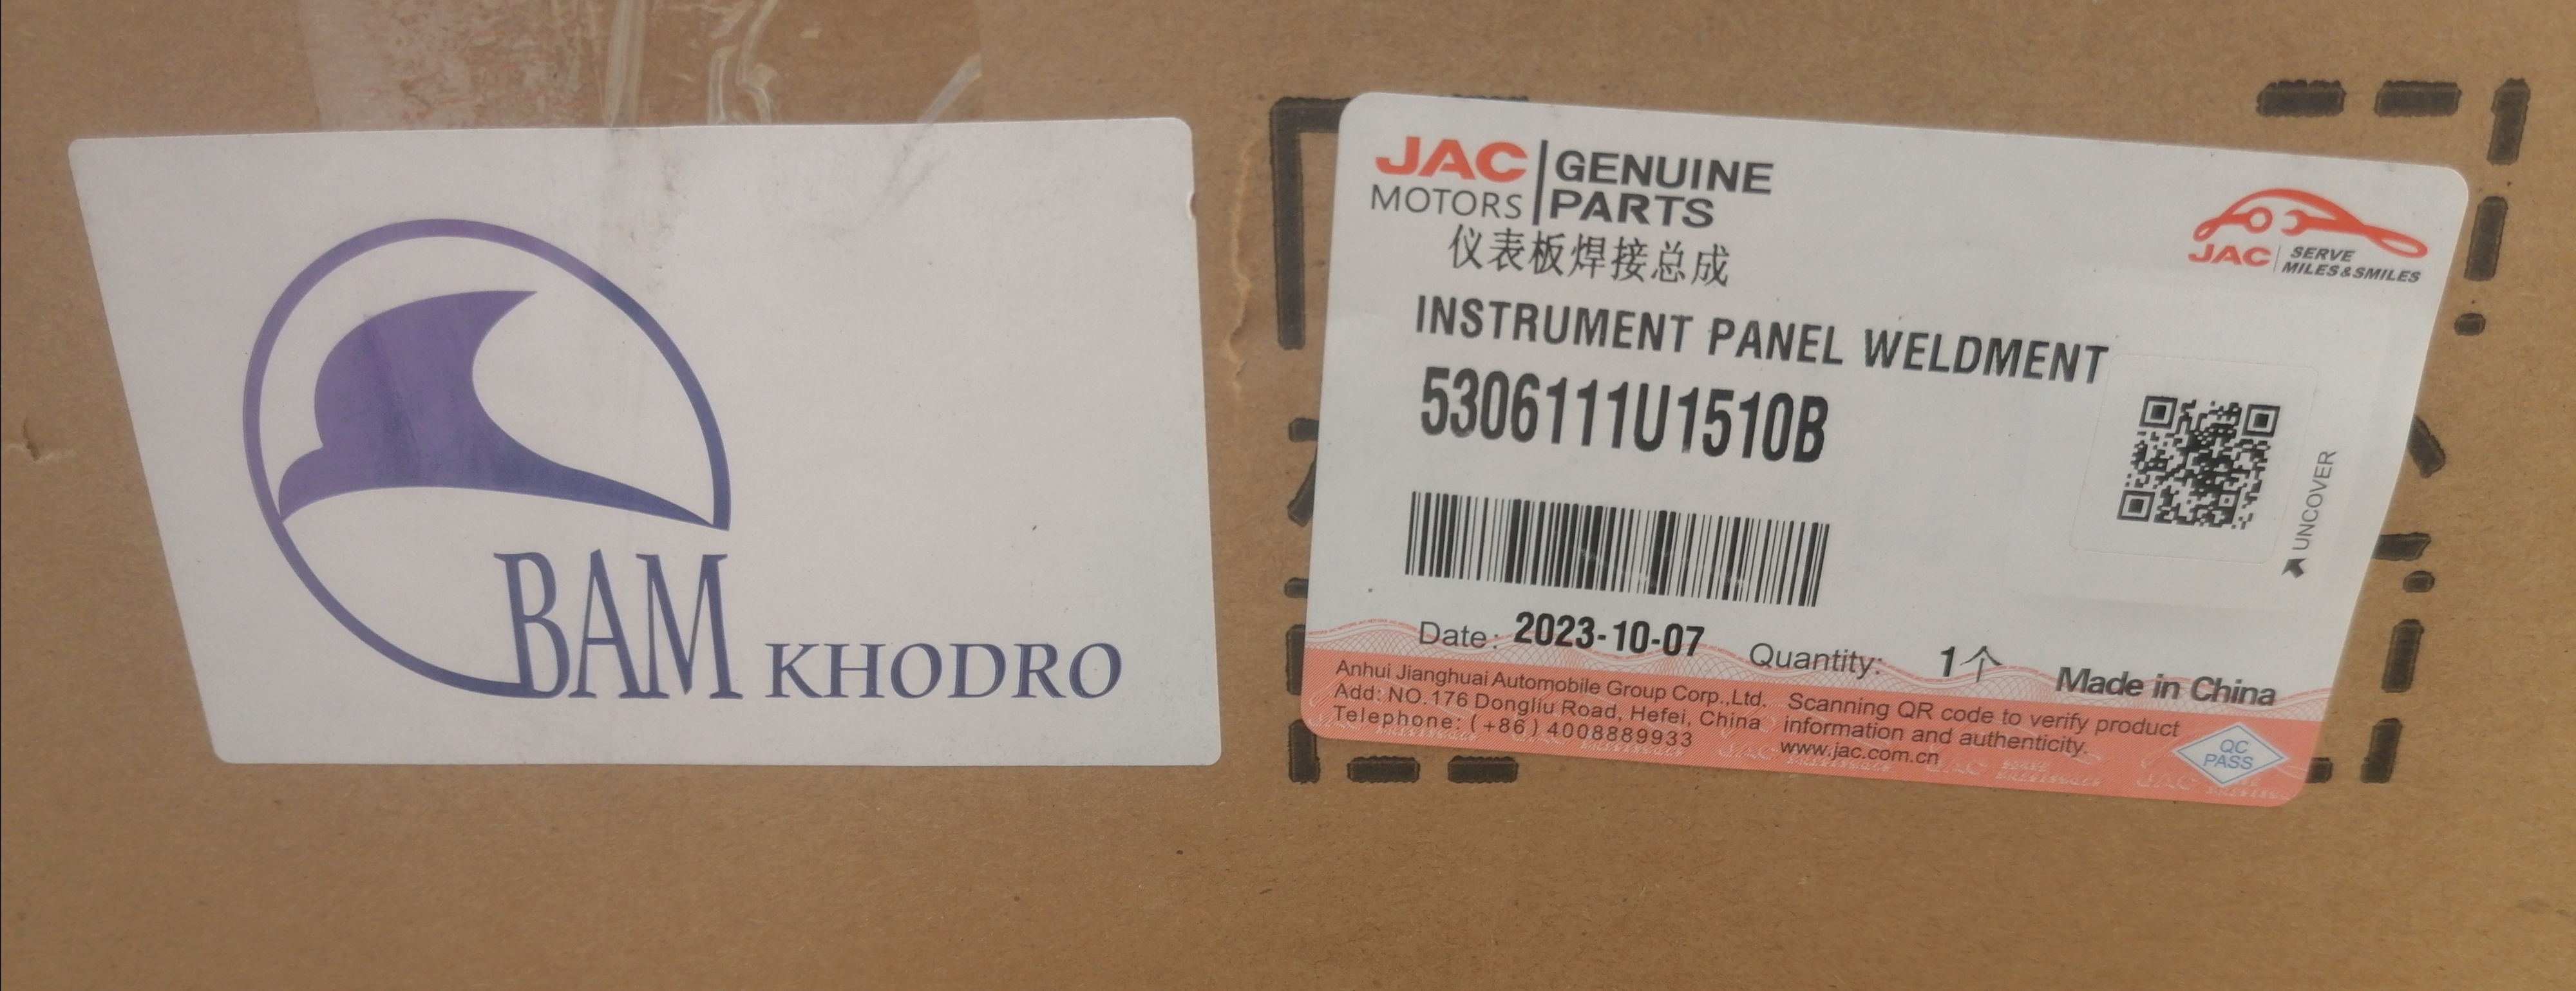 BAM KHODRO
JAC MOTORS
GENUINE PARTS
仪表板焊接总成
JAC SERVE MILES&SMILES
INSTRUMENT PANEL WELDMENT
5306111U1510B
UNCOVER
Date: 2023-10-07 Quantity: 1个 Made in China
Anhui Jianghuai Automobile Group Corp.,Ltd.
Add: NO.176 Dongliu Road, Hefei, China
Telephone: (+86) 4008889933
Scanning QR code to verify product
information and authenticity.
www.jac.com.cn
QC
PASS